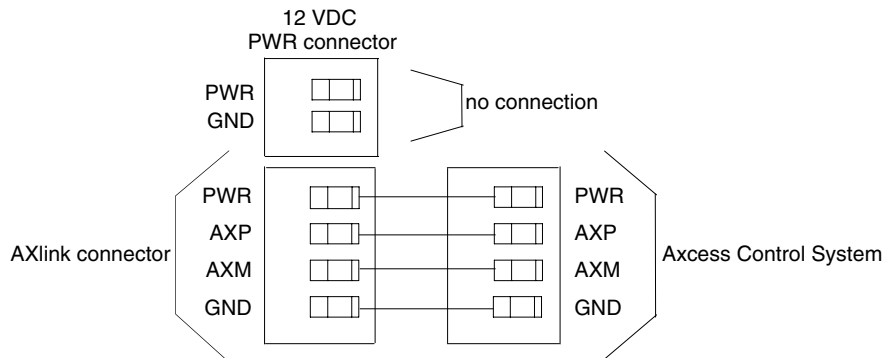 12 VDC
PWR connector
PWR
GND
no connection
AXlink connector
PWR
AXP
AXM
GND
PWR
AXP
AXM
GND
Axcess Control System